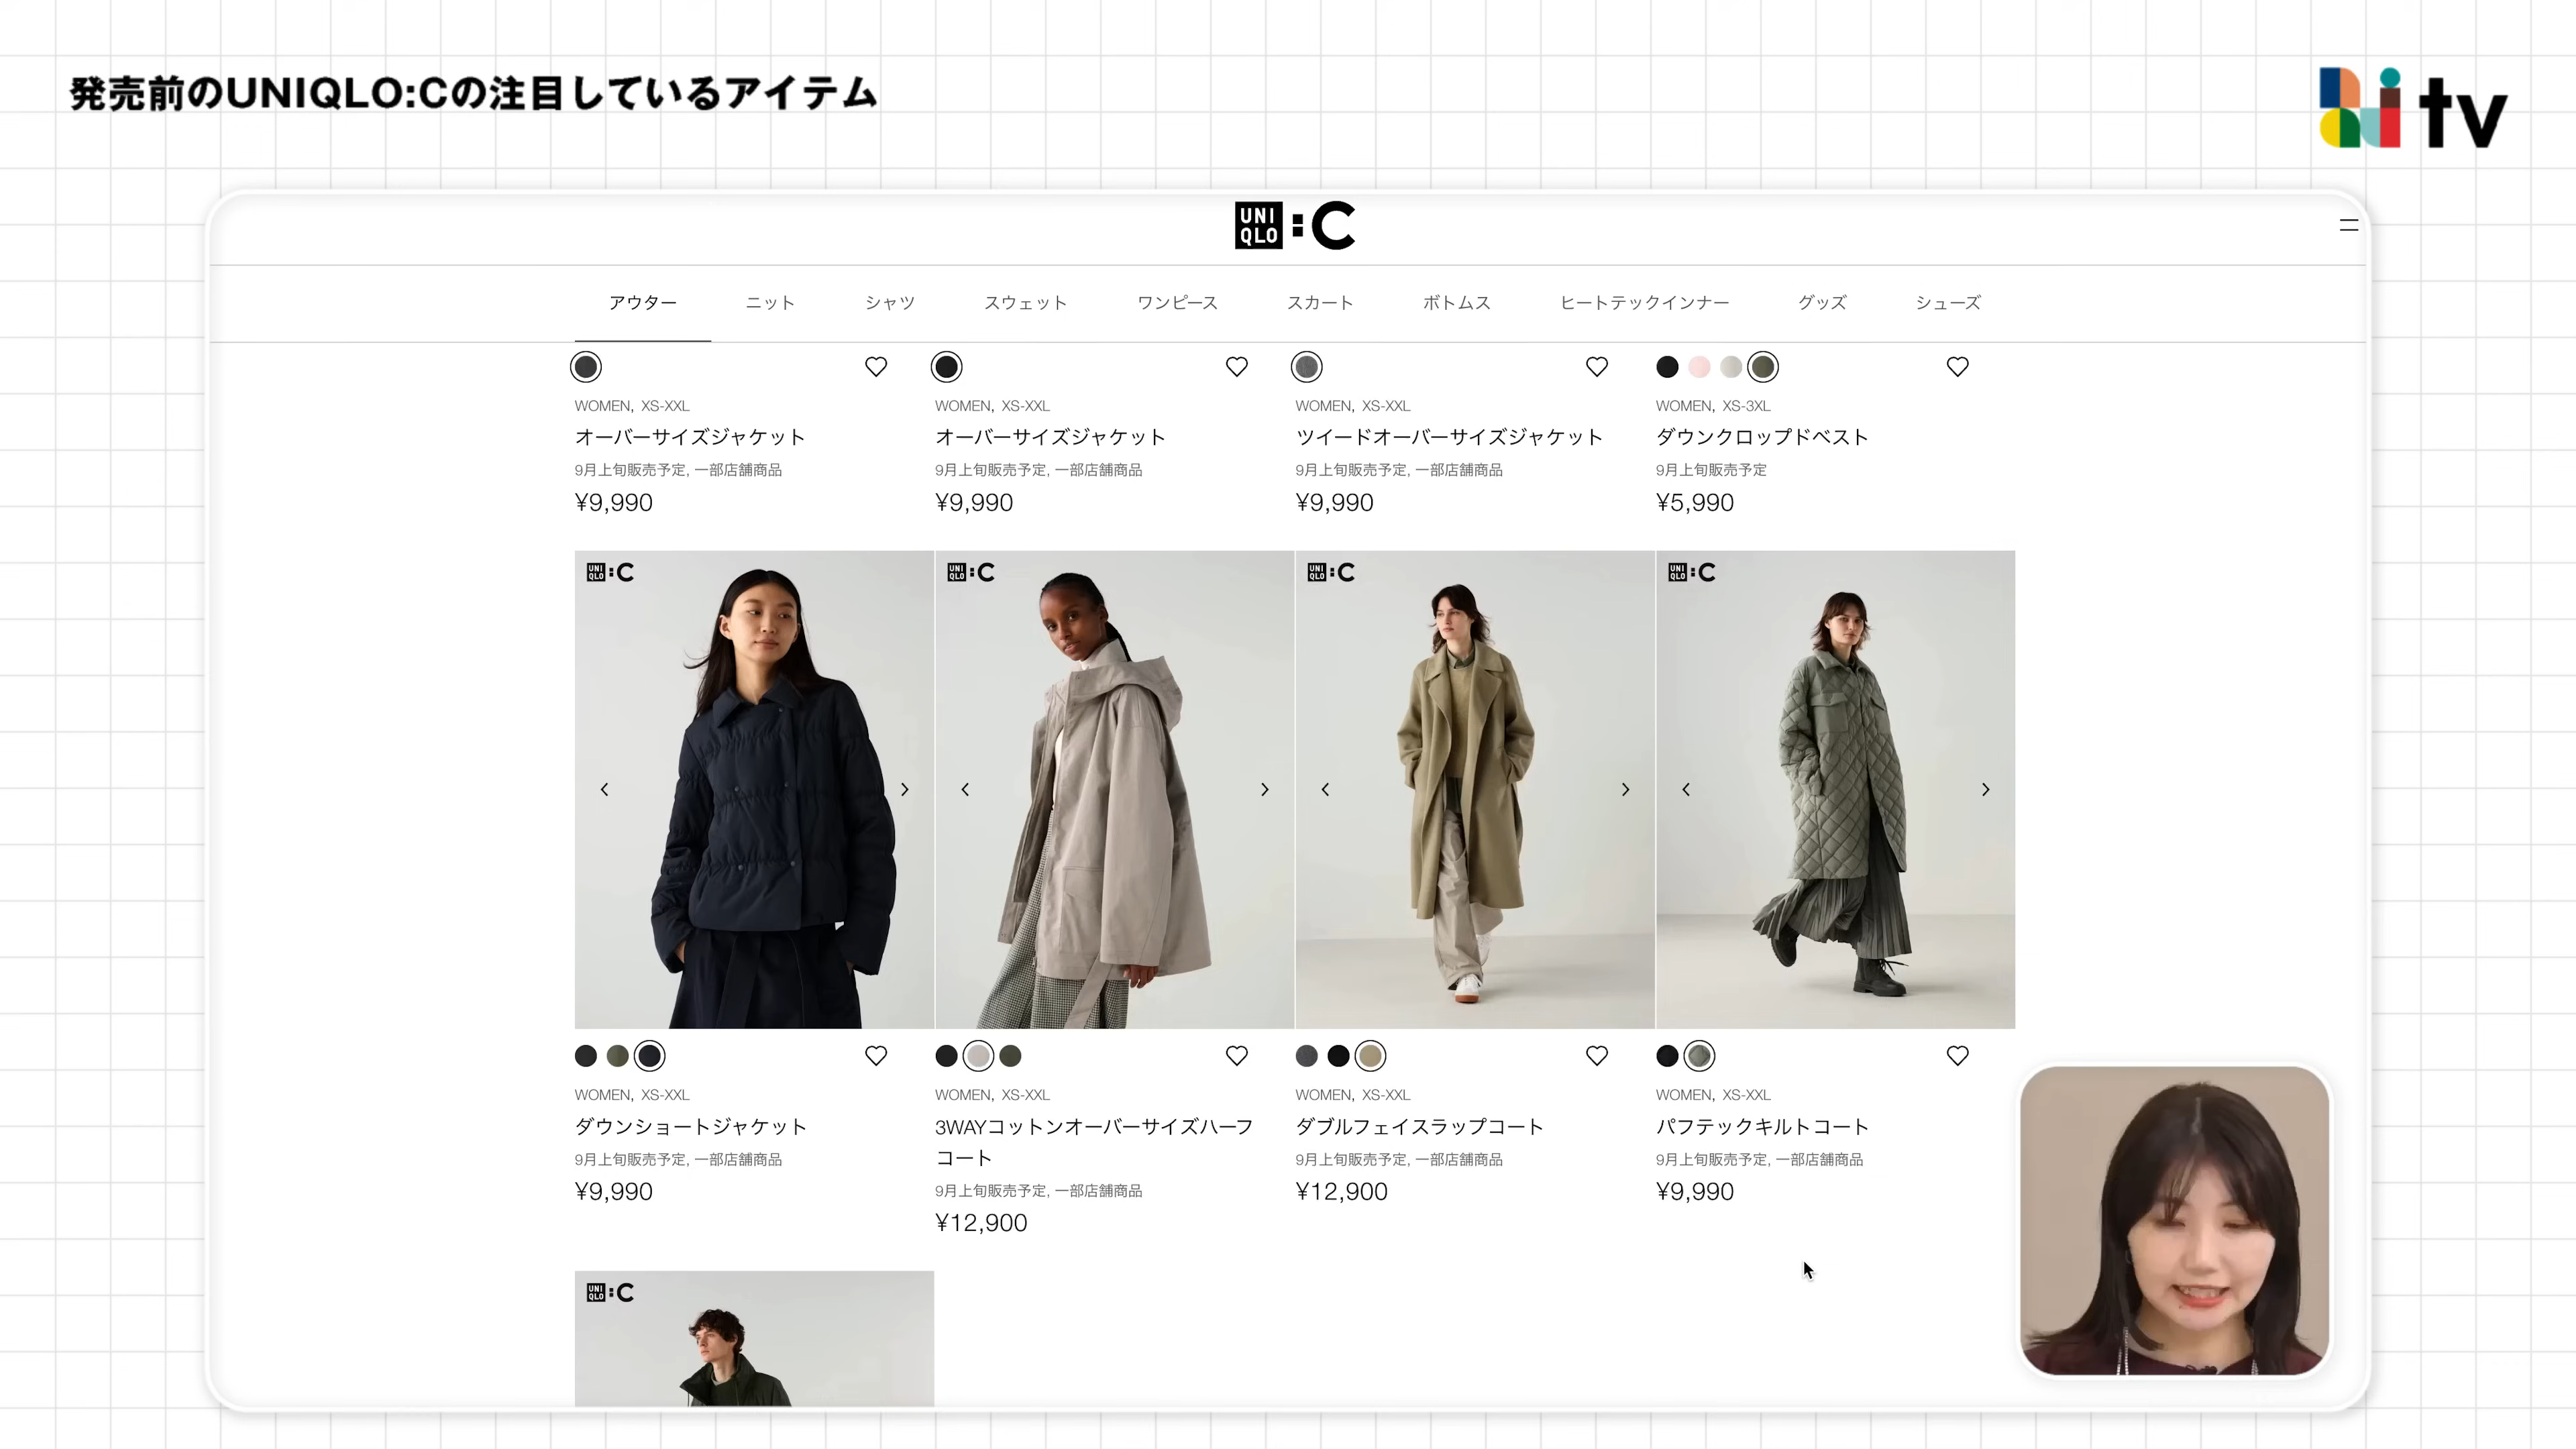 発売前のUNIQLO:Cの注目しているアイテム
tv
UNI
QLO : C
アウター ニット シャツ スウェット ワンピース スカート ボトムス ヒートテックインナー グッズ シューズ
WOMEN, XS-XXL
オーバーサイズジャケット
9月上旬販売予定, 一部店舗商品
¥9,990
WOMEN, XS-XXL
オーバーサイズジャケット
9月上旬販売予定, 一部店舗商品
¥9,990
WOMEN, XS-XXL
ツイードオーバーサイズジャケット
9月上旬販売予定, 一部店舗商品
¥9,990
WOMEN, XS-3XL
ダウンクロップドベスト
9月上旬販売予定
¥5,990
UNI
QLO : C
UNI
QLO : C
UNI
QLO : C
UNI
QLO : C
WOMEN, XS-XXL
ダウンショートジャケット
9月上旬販売予定, 一部店舗商品
¥9,990
WOMEN, XS-XXL
3WAYコットンオーバーサイズハーフ
コート
9月上旬販売予定, 一部店舗商品
¥12,900
WOMEN, XS-XXL
ダブルフェイスラップコート
9月上旬販売予定, 一部店舗商品
¥12,900
WOMEN, XS-XXL
パフテックキルトコート
9月上旬販売予定, 一部店舗商品
¥9,990
UNI
QLO : C